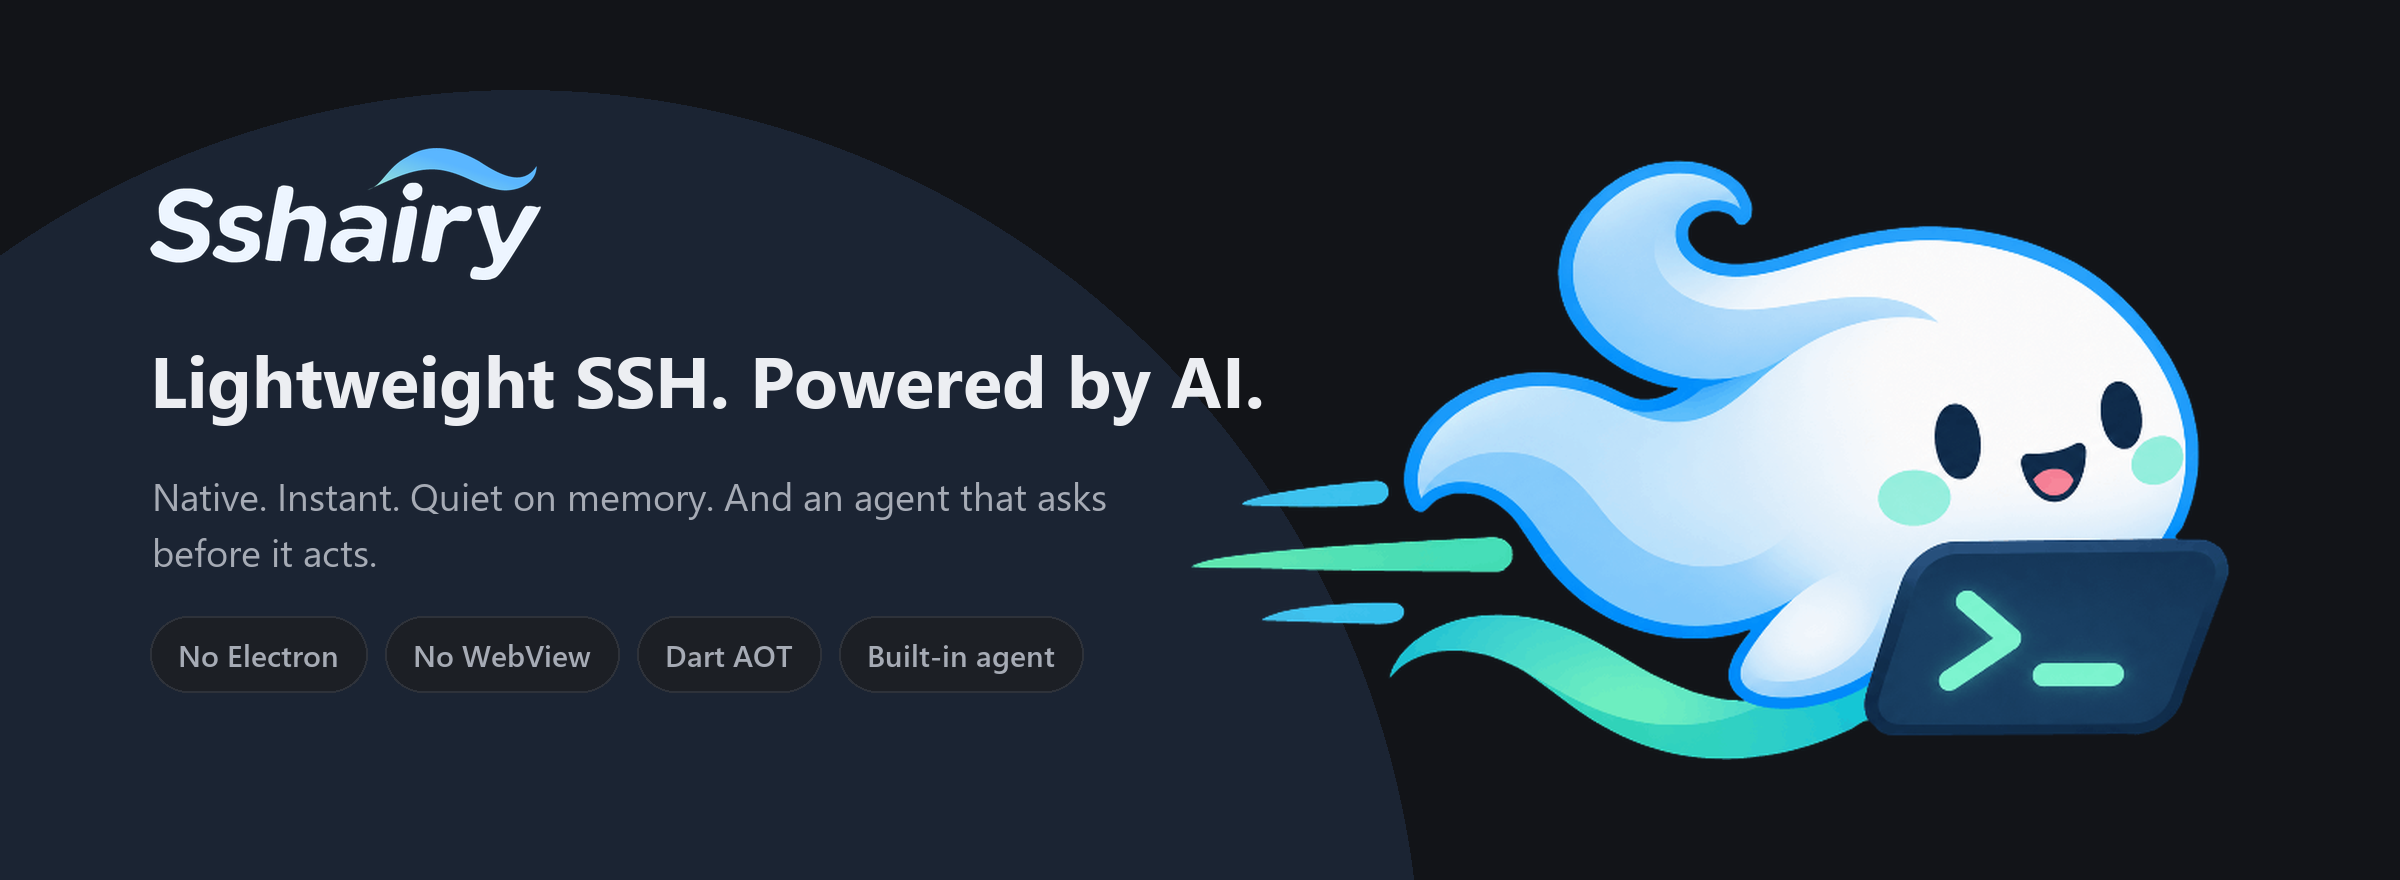 Sshairy
Lightweight SSH. Powered by AI.
Native. Instant. Quiet on memory. And an agent that asks
before it acts.
No Electron
No WebView
Dart AOT
Built-in agent
>_